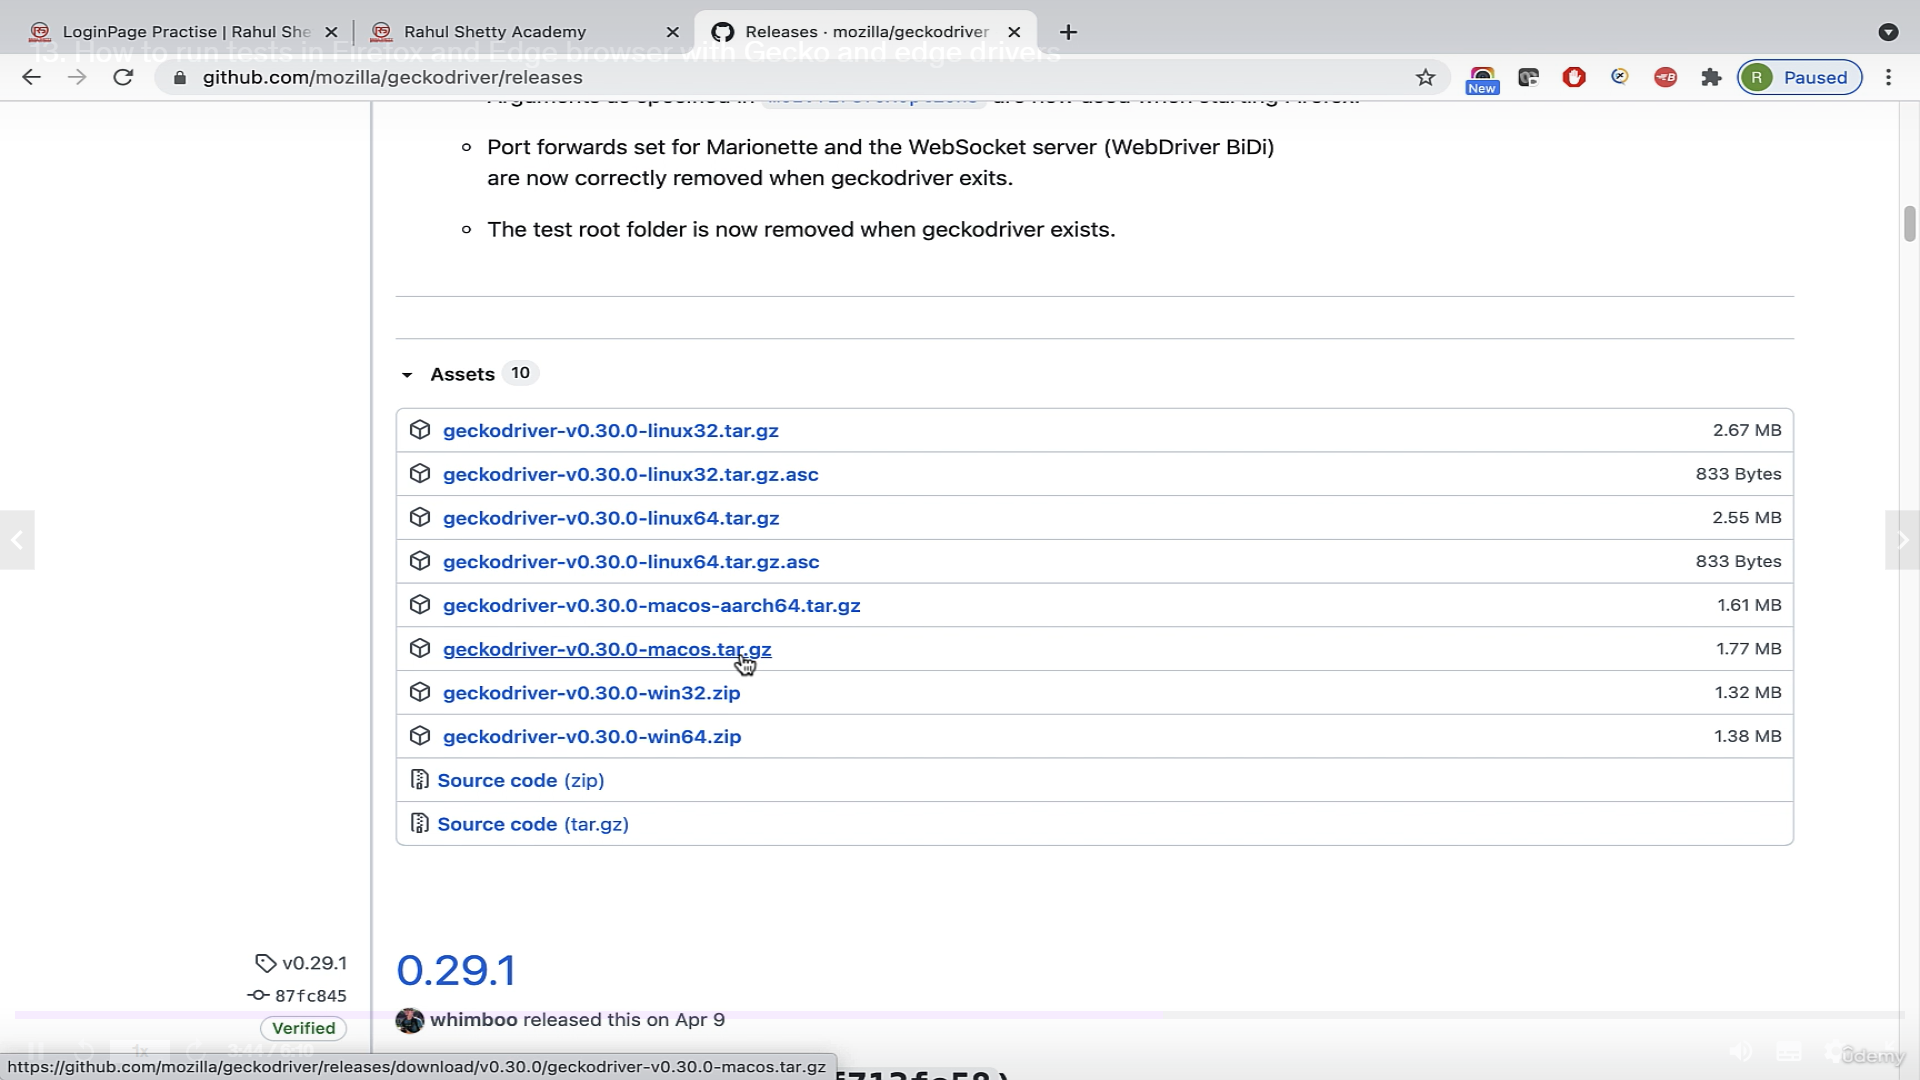 LoginPage Practise | Rahul She
Rahul Shetty Academy
Releases · mozilla/geckodriver
13. How to run tests in Firefox and Edge browser with Gecko and edge drivers
github.com/mozilla/geckodriver/releases
New
R Paused
Port forwards set for Marionette and the WebSocket server (WebDriver BiDi)
are now correctly removed when geckodriver exits.
The test root folder is now removed when geckodriver exists.
Assets 10
geckodriver-v0.30.0-linux32.tar.gz 2.67 MB
geckodriver-v0.30.0-linux32.tar.gz.asc 833 Bytes
geckodriver-v0.30.0-linux64.tar.gz 2.55 MB
geckodriver-v0.30.0-linux64.tar.gz.asc 833 Bytes
geckodriver-v0.30.0-macos-aarch64.tar.gz 1.61 MB
geckodriver-v0.30.0-macos.tar.gz 1.77 MB
geckodriver-v0.30.0-win32.zip 1.32 MB
geckodriver-v0.30.0-win64.zip 1.38 MB
Source code (zip)
Source code (tar.gz)
v0.29.1
0.29.1
87fc845
whimboo released this on Apr 9
Verified
1x
https://github.com/mozilla/geckodriver/releases/download/v0.30.0/geckodriver-v0.30.0-macos.tar.gz
Udemy